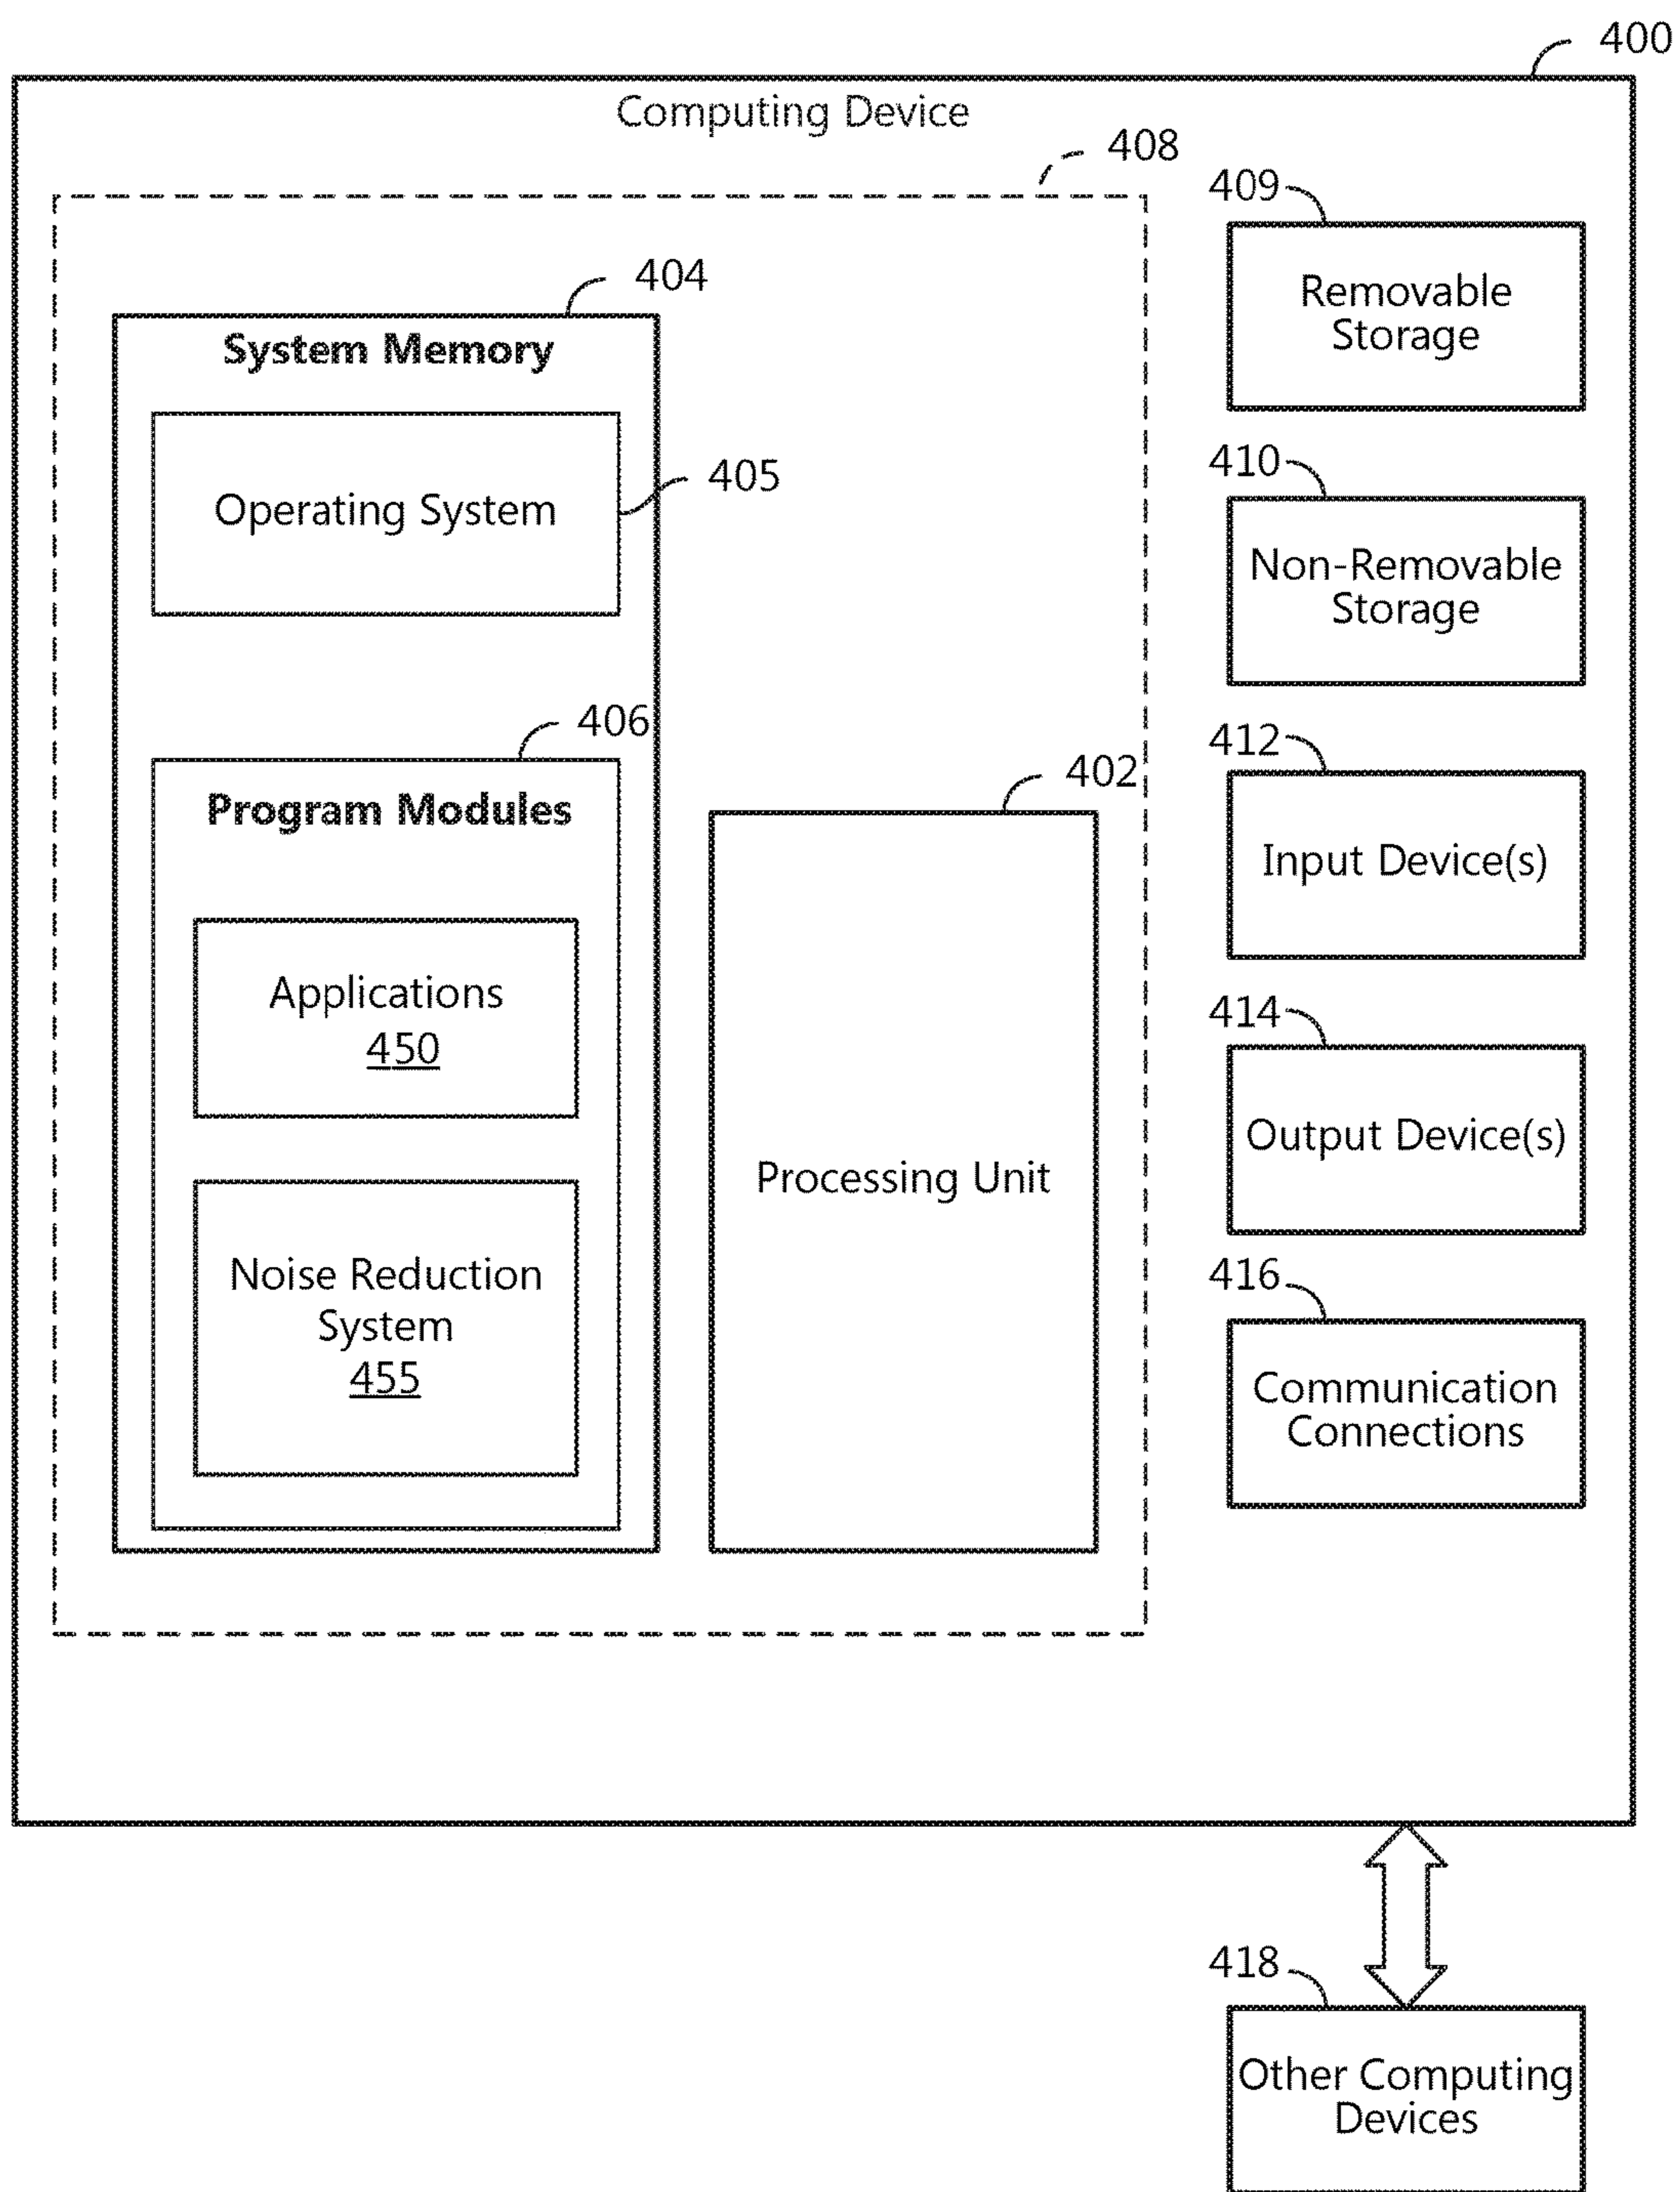 400
Computing Device
408
409
Removable
Storage
404
System Memory
Operating System
405
410
Non-Removable
Storage
406
Program Modules
402
412
Input Device(s)
Applications
450
Processing Unit
414
Output Device(s)
Noise Reduction
System
455
416
Communication
Connections
418
Other Computing
Devices